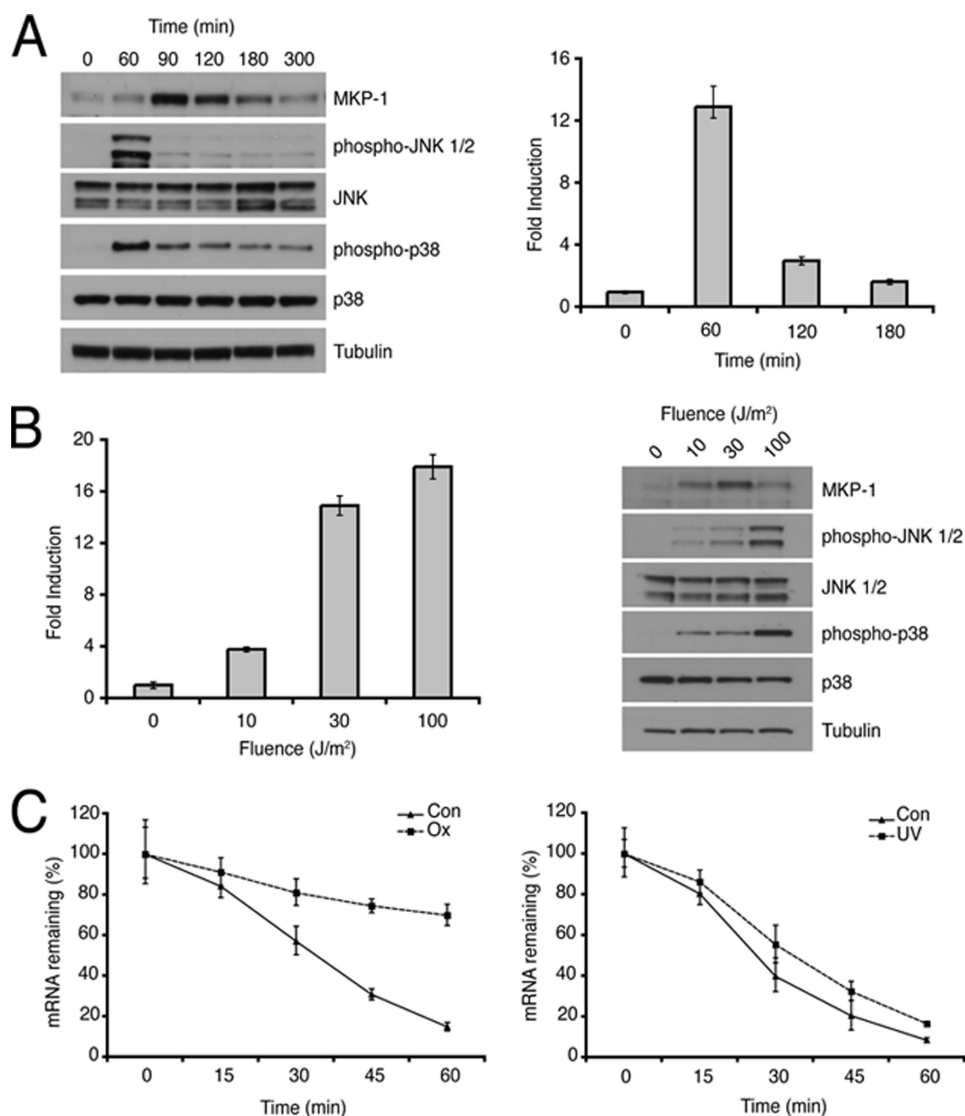 A
Time (min)
0 60 90 120 180 300
MKP-1
phospho-JNK 1/2
JNK
phospho-p38
p38
Tubulin
16
12
8
4
0
Fold Induction
0 60 120 180
Time (min)
B
20
16
12
8
4
0
Fold Induction
0 10 30 100
Fluence (J/m²)
Fluence (J/m²)
0 10 30 100
MKP-1
phospho-JNK 1/2
JNK 1/2
phospho-p38
p38
Tubulin
C
120
100
80
60
40
20
0
mRNA remaining (%)
Con
Ox
0 15 30 45 60
Time (min)
120
100
80
60
40
20
0
mRNA remaining (%)
Con
UV
0 15 30 45 60
Time (min)